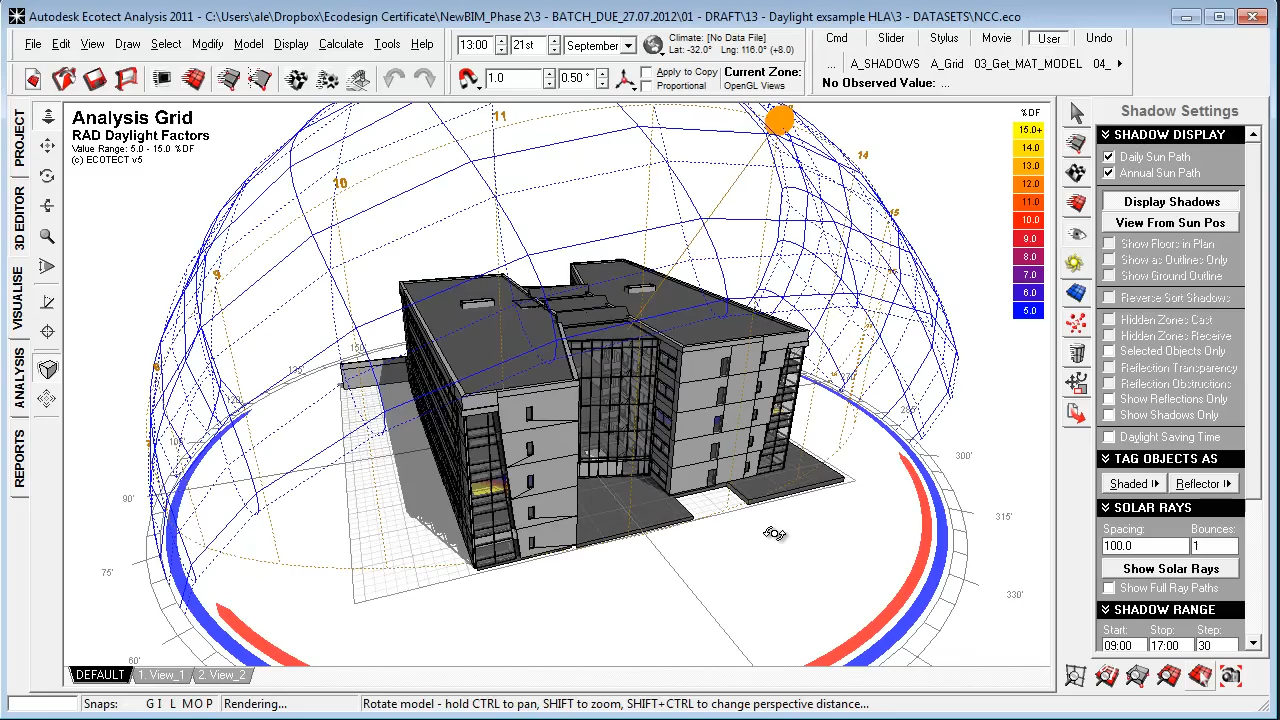 Autodesk Ecotect Analysis 2011 - C:\Users\ale\Dropbox\Ecodesign Certificate\NwBIM_Phase 2\3 - BATCH_DUE_27.07.2012\01 - DRAFT\13 - Daylight example HLA\3 - DATASETS\NCC.eco
File Edit View Draw Select Modify Model Display Calculate Tools Help
13:00 21st September
Climate: [No Data File]
Lat: -32.0° Lng: 116.0° (+8.0)
Cmd Slider Stylus Movie User Undo
... A_SHADOWS A_Grid 03_Get_MAT_MODEL 04_
No Observed Value: ...
1.0 0.50°
Apply to Copy
Proportional
Current Zone:
OpenGL Views
PROJECT
3D EDITOR
VISUALISE
ANALYSIS
REPORTS
Analysis Grid
RAD Daylight Factors
Value Range: 5.0 - 15.0 %DF
(c) ECOTECT v5
%DF
15.0+
14.0
13.0
12.0
11.0
10.0
9.0
8.0
7.0
6.0
5.0
11
10
9
14
15
90°
75°
60°
300°
315°
330°
Shadow Settings
SHADOW DISPLAY
Daily Sun Path
Annual Sun Path
Display Shadows
View From Sun Pos
Show Floors in Plan
Show as Outlines Only
Show Ground Outline
Reverse Sort Shadows
Hidden Zones Cast
Hidden Zones Receive
Selected Objects Only
Reflection Transparency
Reflection Obstructions
Show Reflections Only
Show Shadows Only
Daylight Saving Time
TAG OBJECTS AS
Shaded Reflector
SOLAR RAYS
Spacing: Bounces:
100.0 1
Show Solar Rays
Show Full Ray Paths
SHADOW RANGE
Start: Stop: Step:
09:00 17:00 30
DEFAULT 1. View_1 2. View_2
Snaps: G I L M O P Rendering... Rotate model - hold CTRL to pan, SHIFT to zoom, SHIFT+CTRL to change perspective distance...